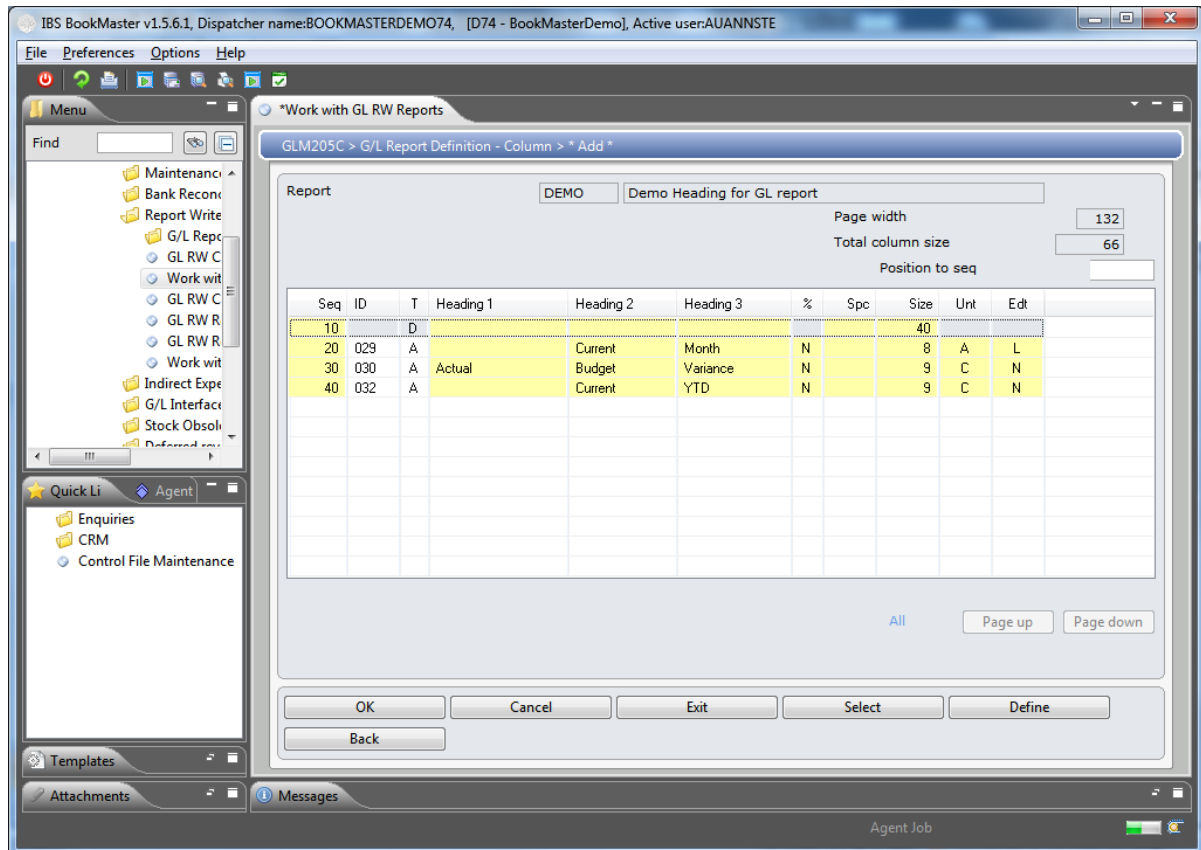 IBS BookMaster v1.5.6.1, Dispatcher name:BOOKMASTERDEMO74, [D74 - BookMasterDemo], Active user:AUANNSTE
File Preferences Options Help
Menu
*Work with GL RW Reports
Find
GLM205C > G/L Report Definition - Column > * Add *
Maintenanc
Bank Recon
Report Write
G/L Repo
GL RW C
Work wit
GL RW C
GL RW R
GL RW R
Work wit
Indirect Expe
G/L Interface
Stock Obsol
Deferred rev
Quick Li
Agent
Enquiries
CRM
Control File Maintenance
Templates
Attachments
Report DEMO Demo Heading for GL report
Page width 132
Total column size 66
Position to seq
Seq ID T Heading 1 Heading 2 Heading 3 % Spc Size Unt Edt
10 D 40
20 029 A Current Month N 8 A L
30 030 A Actual Budget Variance N 9 C N
40 032 A Current YTD N 9 C N
All Page up Page down
OK Cancel Exit Select Define
Back
Messages
Agent Job